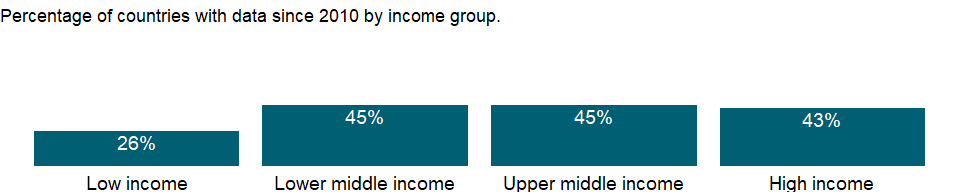 Percentage of countries with data since 2010 by income group.
45% 45% 43%
26%
Low income Lower middle income Upper middle income High income